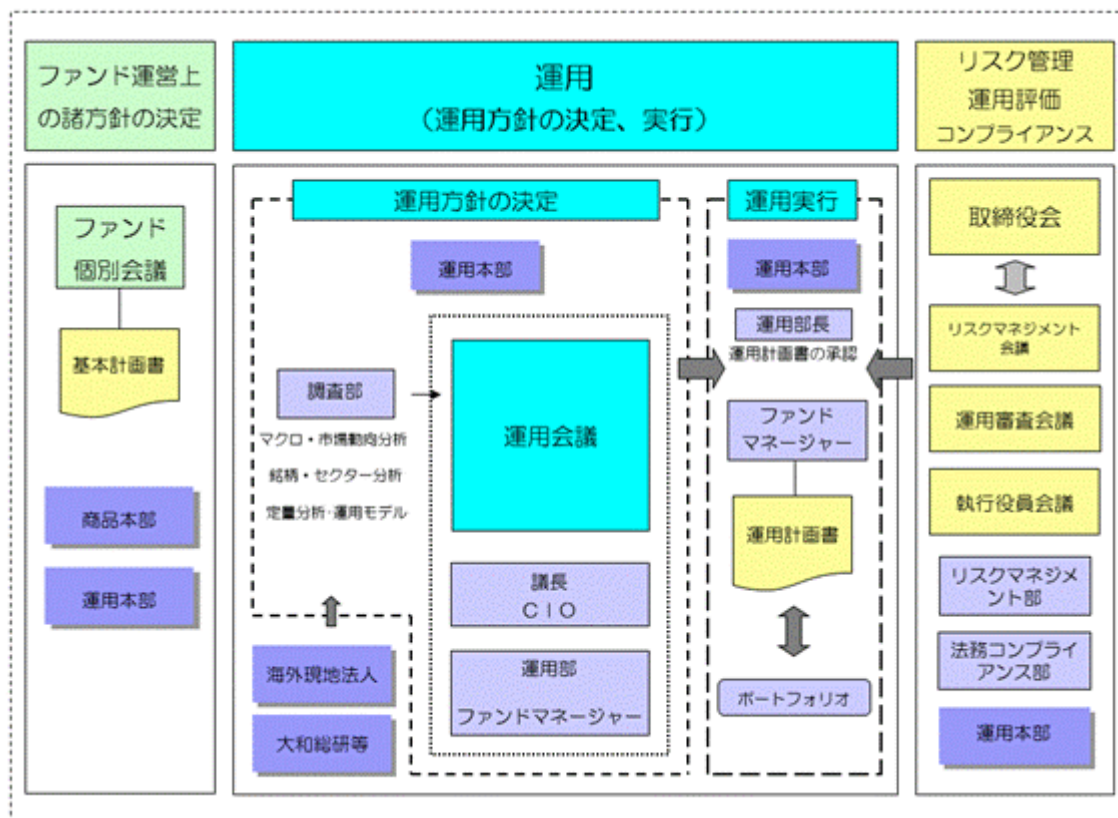 ファンド運営上
の諸方針の決定
運用
（運用方針の決定、実行）
リスク管理
運用評価
コンプライアンス
ファンド
個別会議
基本計画書
商品本部
運用本部
運用方針の決定
運用本部
調査部
マクロ・市場動向分析
銘柄・セクター分析
定量分析・運用モデル
運用会議
議長
ＣＩＯ
運用部
ファンドマネージャー
海外現地法人
大和総研等
運用実行
運用本部
運用部長
運用計画書の承認
ファンド
マネージャー
運用計画書
ポートフォリオ
取締役会
リスクマネジメント
会議
運用審査会議
執行役員会議
リスクマネジメ
ント部
法務コンプライ
アンス部
運用本部